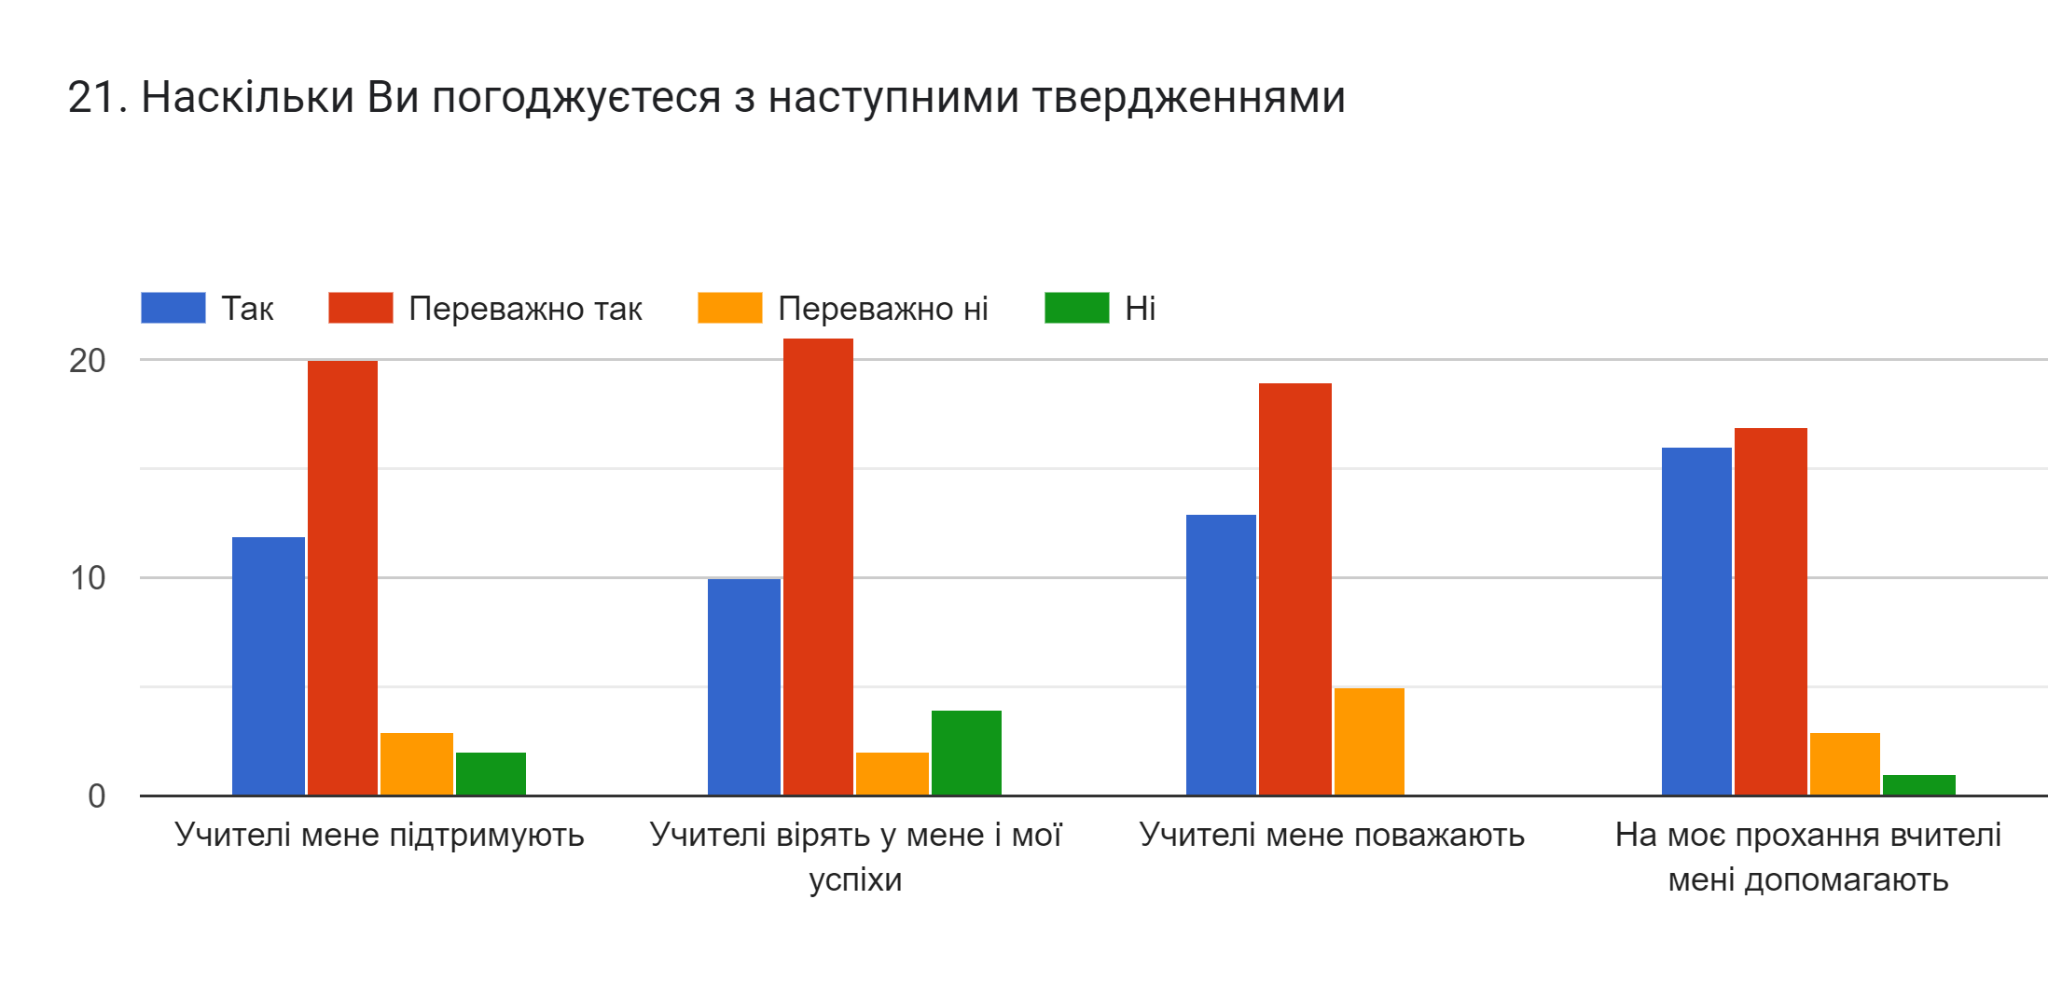 21. Наскільки Ви погоджуєтеся з наступними твердженнями
Так Переважно так Переважно ні Ні
20
10
0
Учителі мене підтримують
Учителі вірять у мене і мої
успіхи
Учителі мене поважають
На моє прохання вчителі
мені допомагають